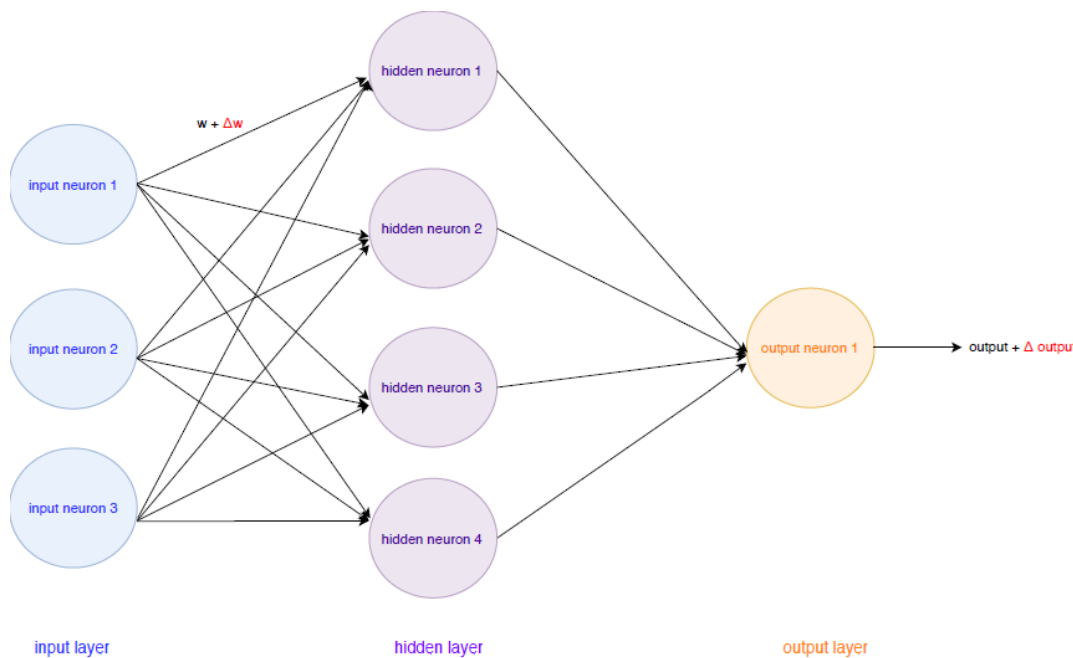 hidden neuron 1
w + Δw
input neuron 1
hidden neuron 2
input neuron 2
output neuron 1
output + Δ output
hidden neuron 3
input neuron 3
hidden neuron 4
input layer
hidden layer
output layer